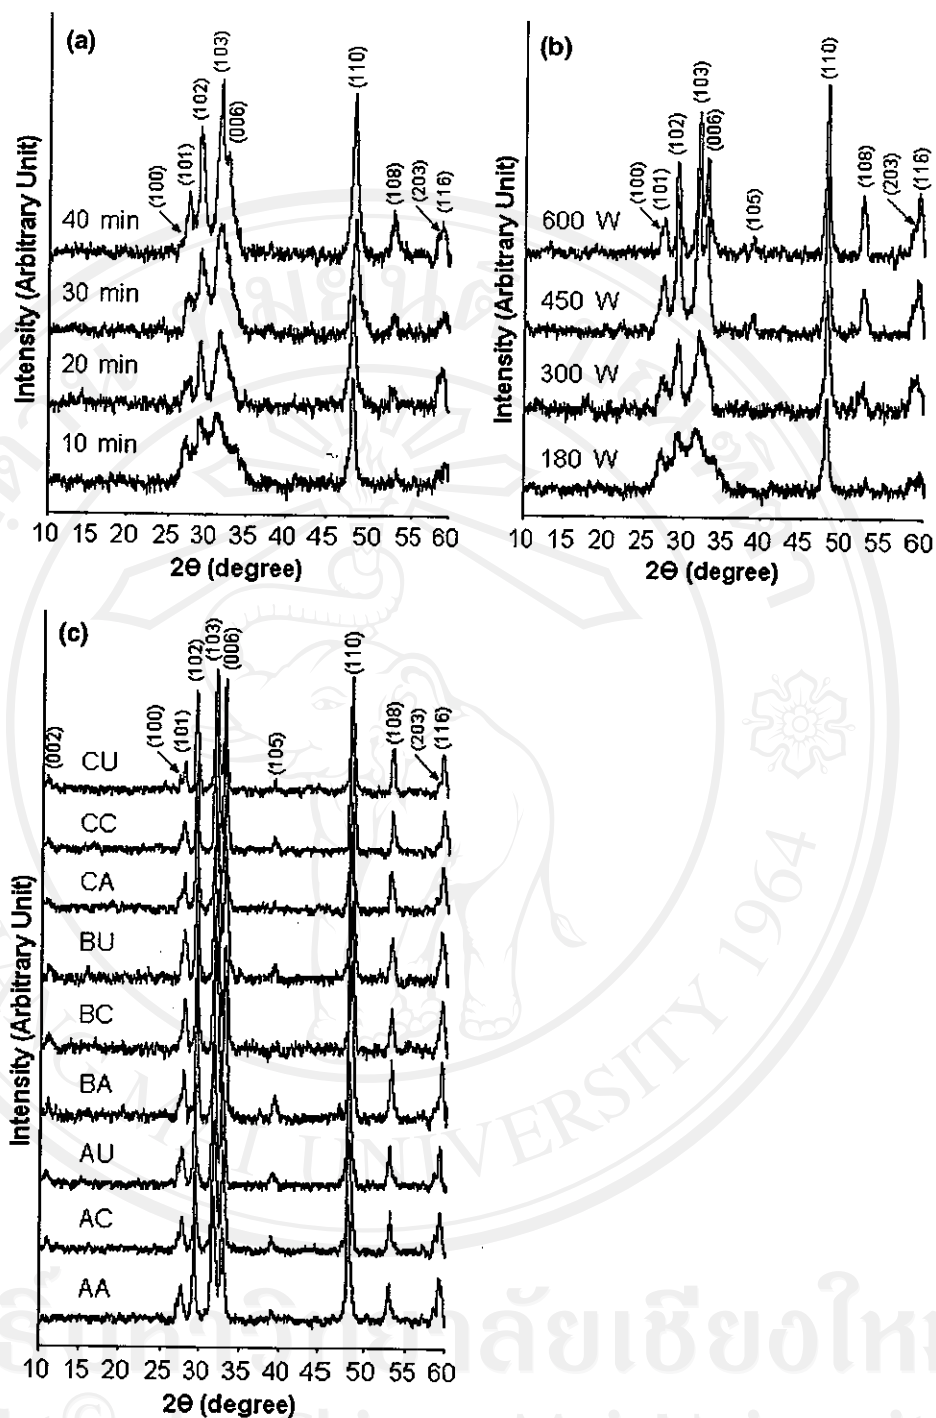 (a)
(100)
(101)
(102)
(103)
(006)
(110)
(108)
(203)
(116)
40 min
30 min
20 min
10 min
Intensity (Arbitrary Unit)
10 15 20 25 30 35 40 45 50 55 60
2Θ (degree)
(b)
(100)
(101)
(102)
(103)
(006)
(105)
(110)
(108)
(203)
(116)
600 W
450 W
300 W
180 W
Intensity (Arbitrary Unit)
10 15 20 25 30 35 40 45 50 55 60
2Θ (degree)
(c)
(002)
(100)
(101)
(102)
(103)
(006)
(105)
(110)
(108)
(203)
(116)
CU
CC
CA
BU
BC
BA
AU
AC
AA
Intensity (Arbitrary Unit)
10 15 20 25 30 35 40 45 50 55 60
2Θ (degree)
UNIVERSITY 1964